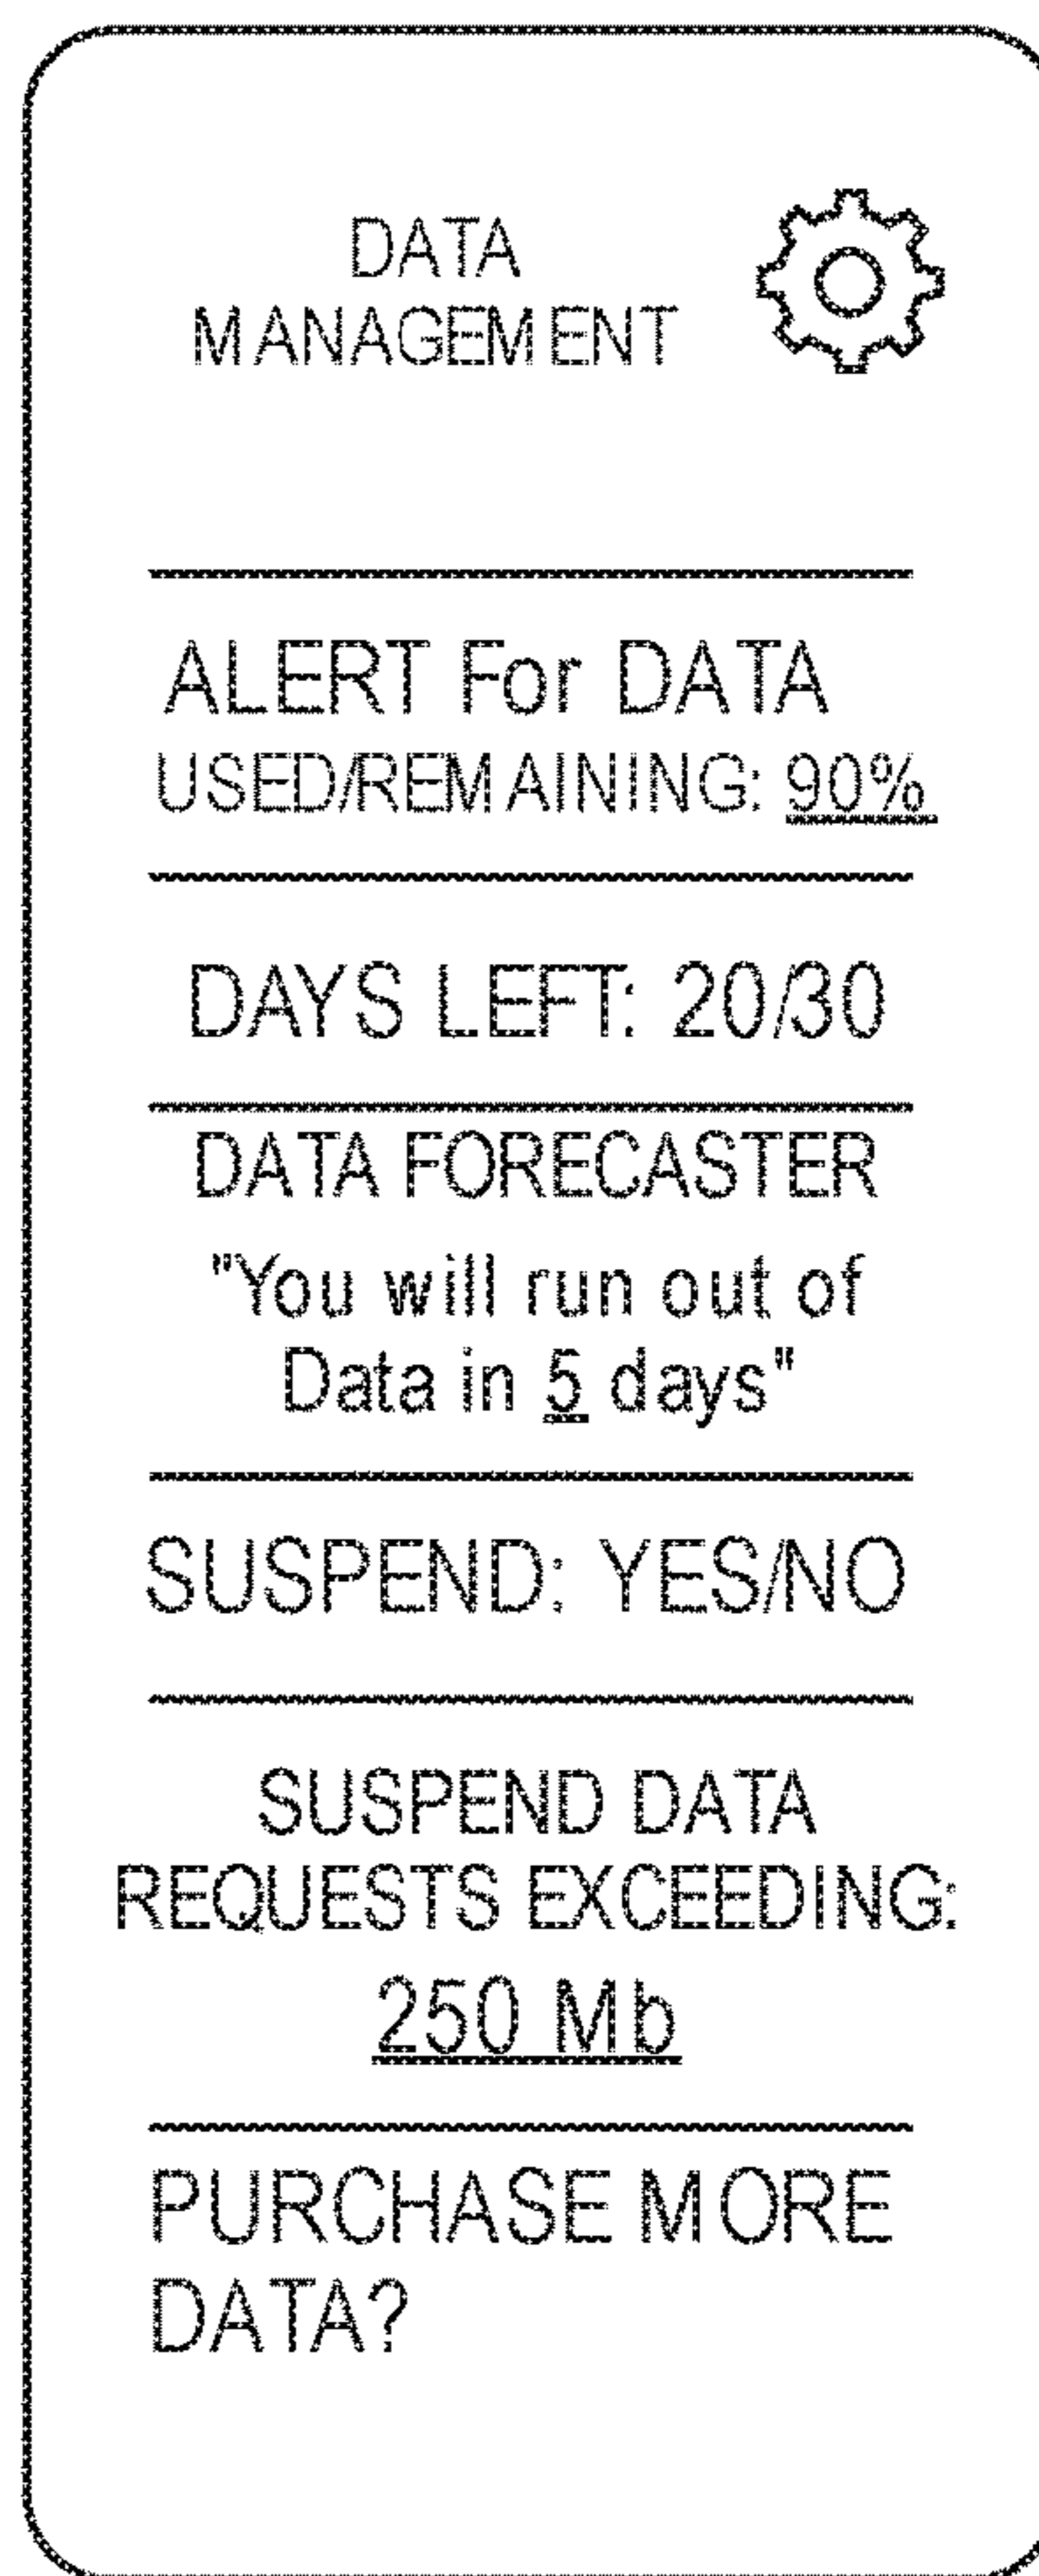 DATA
MANAGEMENT
ALERT For DATA
USED/REMAINING: 90%
DAYS LEFT: 20/30
DATA FORECASTER
"You will run out of
Data in 5 days"
SUSPEND: YES/NO
SUSPEND DATA
REQUESTS EXCEEDING:
250 Mb
PURCHASE MORE
DATA?